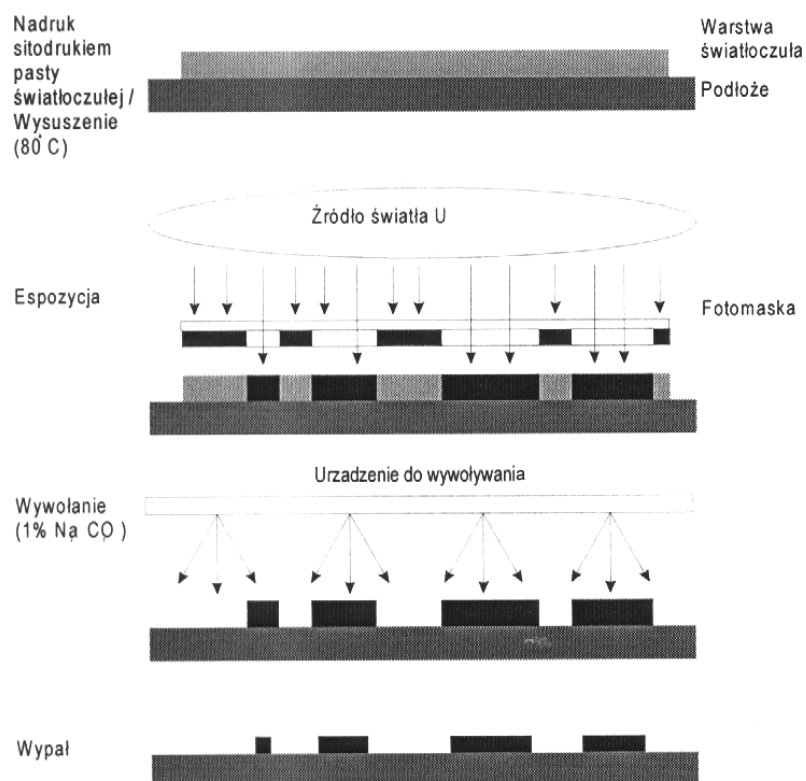 Nadruk
sitodrukiem
pasty
światłoczułej /
Wysuszenie
(80°C)
Warstwa
światłoczuła
Podłoże
Źródło światła U
Espozycja
Fotomaska
Urzadzenie do wywoływania
Wywołanie
(1% Na CO )
Wypał